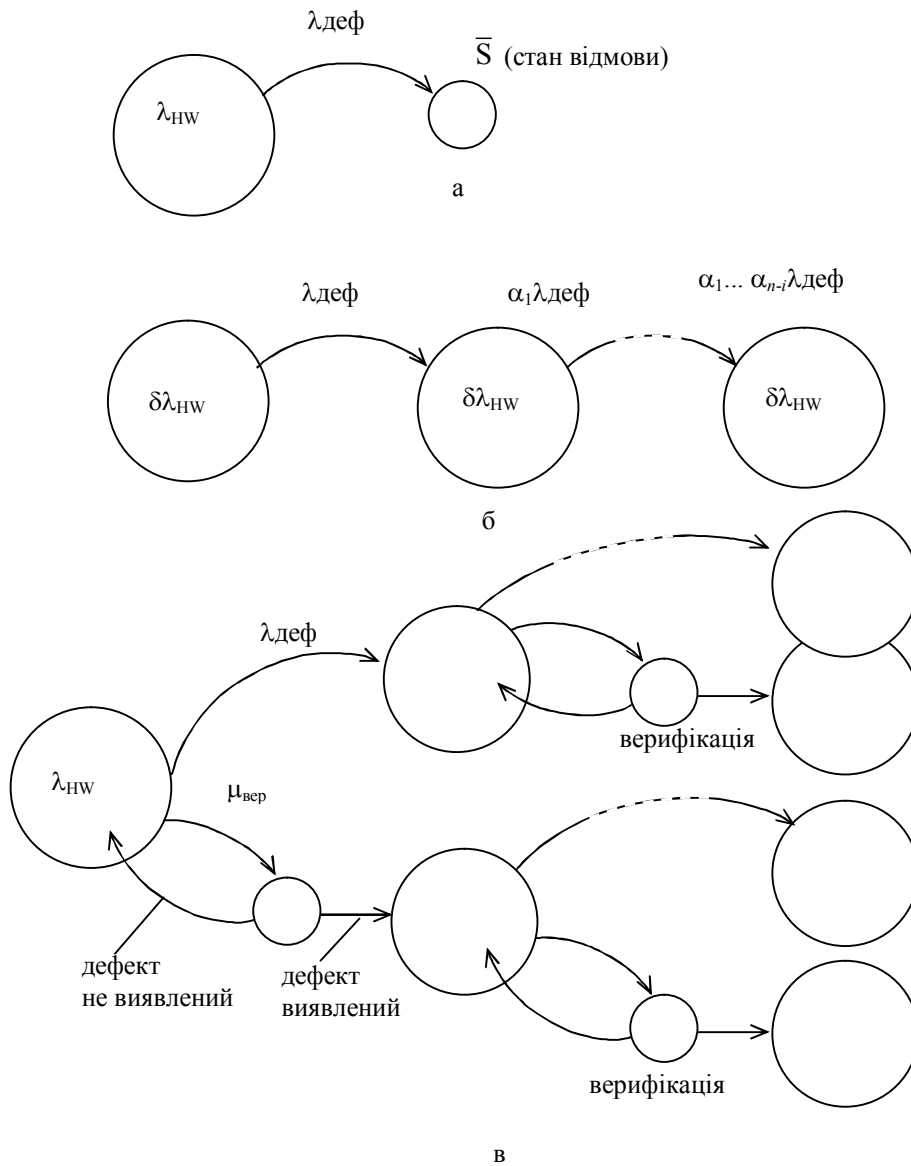 λдеф
S̅ (стан відмови)
λHW
а
λдеф
α1λдеф
α1... αn-iλдеф
δλHW
δλHW
δλHW
б
λдеф
верифікація
λHW
μвер
дефект
не виявлений
дефект
виявлений
верифікація
в